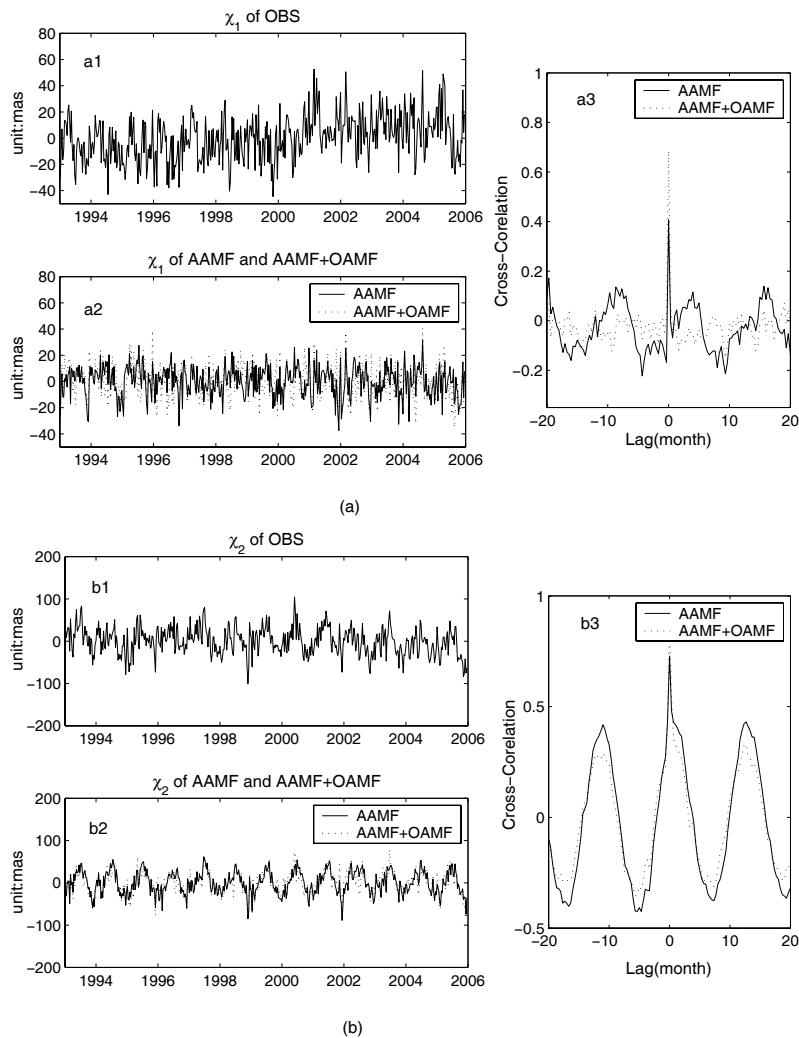 χ1 of OBS
a1
unit:mas
80
60
40
20
0
−20
−40
1994 1996 1998 2000 2002 2004 2006
χ1 of AAMF and AAMF+OAMF
a2
AAMF
AAMF+OAMF
unit:mas
80
60
40
20
0
−20
−40
1994 1996 1998 2000 2002 2004 2006
a3
AAMF
AAMF+OAMF
Cross−Corelation
1
0.8
0.6
0.4
0.2
0
−0.2
−20 −10 0 10 20
Lag(month)
(a)
χ2 of OBS
b1
unit:mas
200
100
0
−100
−200
1994 1996 1998 2000 2002 2004 2006
χ2 of AAMF and AAMF+OAMF
b2
AAMF
AAMF+OAMF
unit:mas
200
100
0
−100
−200
1994 1996 1998 2000 2002 2004 2006
b3
AAMF
AAMF+OAMF
Cross−Corelation
1
0.5
0
−0.5
−20 −10 0 10 20
Lag(month)
(b)